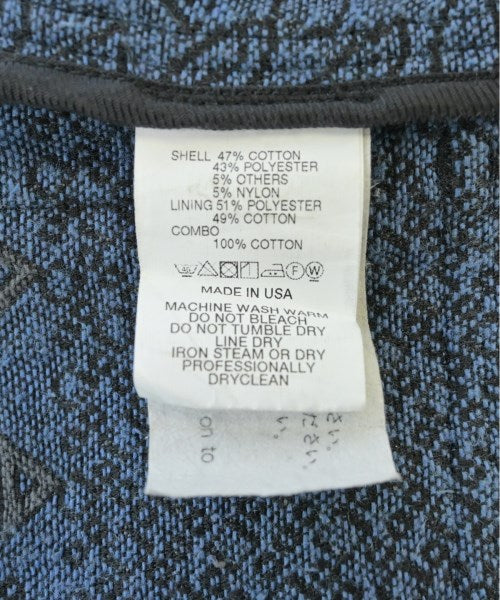 SHELL 47% COTTON
43% POLYESTER
5% OTHERS
5% NYLON
LINING 51% POLYESTER
49% COTTON
COMBO
100% COTTON
MADE IN USA
MACHINE WASH WARM
DO NOT BLEACH
DO NOT TUMBLE DRY
LINE DRY
IRON STEAM OR DRY
PROFESSIONALLY
DRYCLEAN
on to